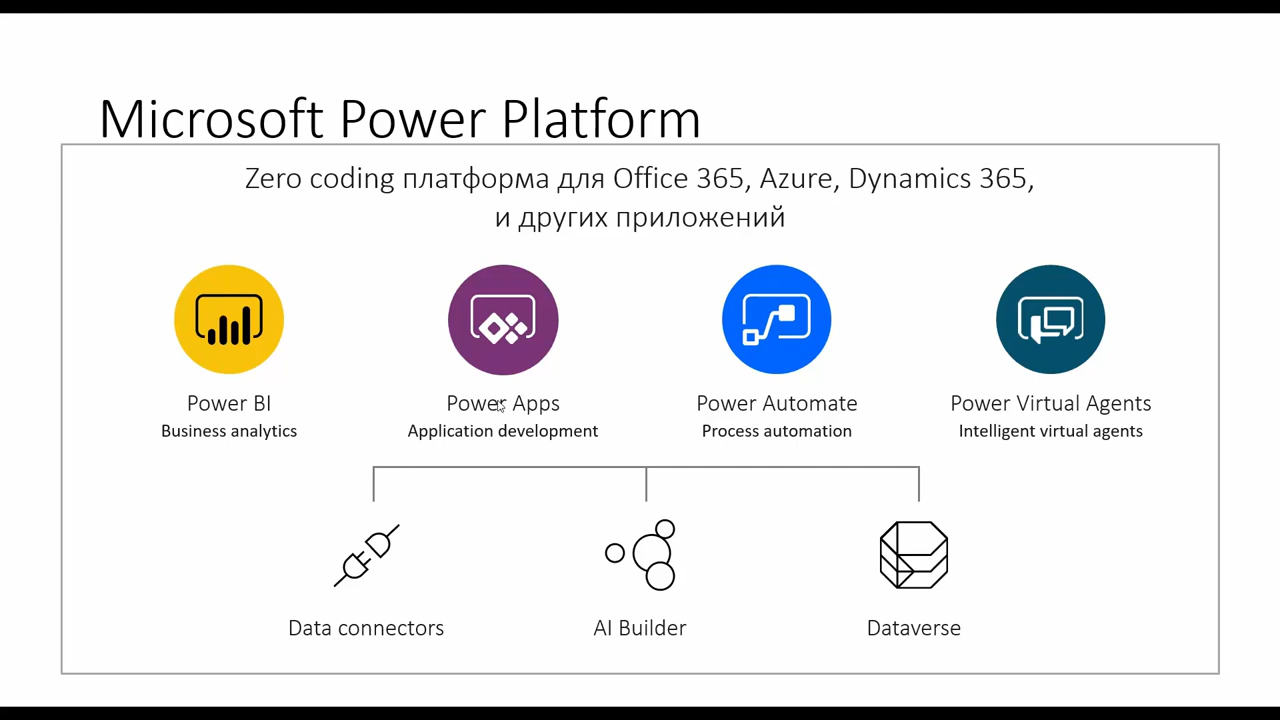 Microsoft Power Platform
Zero coding платформа для Office 365, Azure, Dynamics 365,
и других приложений
Power BI
Business analytics
Power Apps
Application development
Power Automate
Process automation
Power Virtual Agents
Intelligent virtual agents
Data connectors
AI Builder
Dataverse